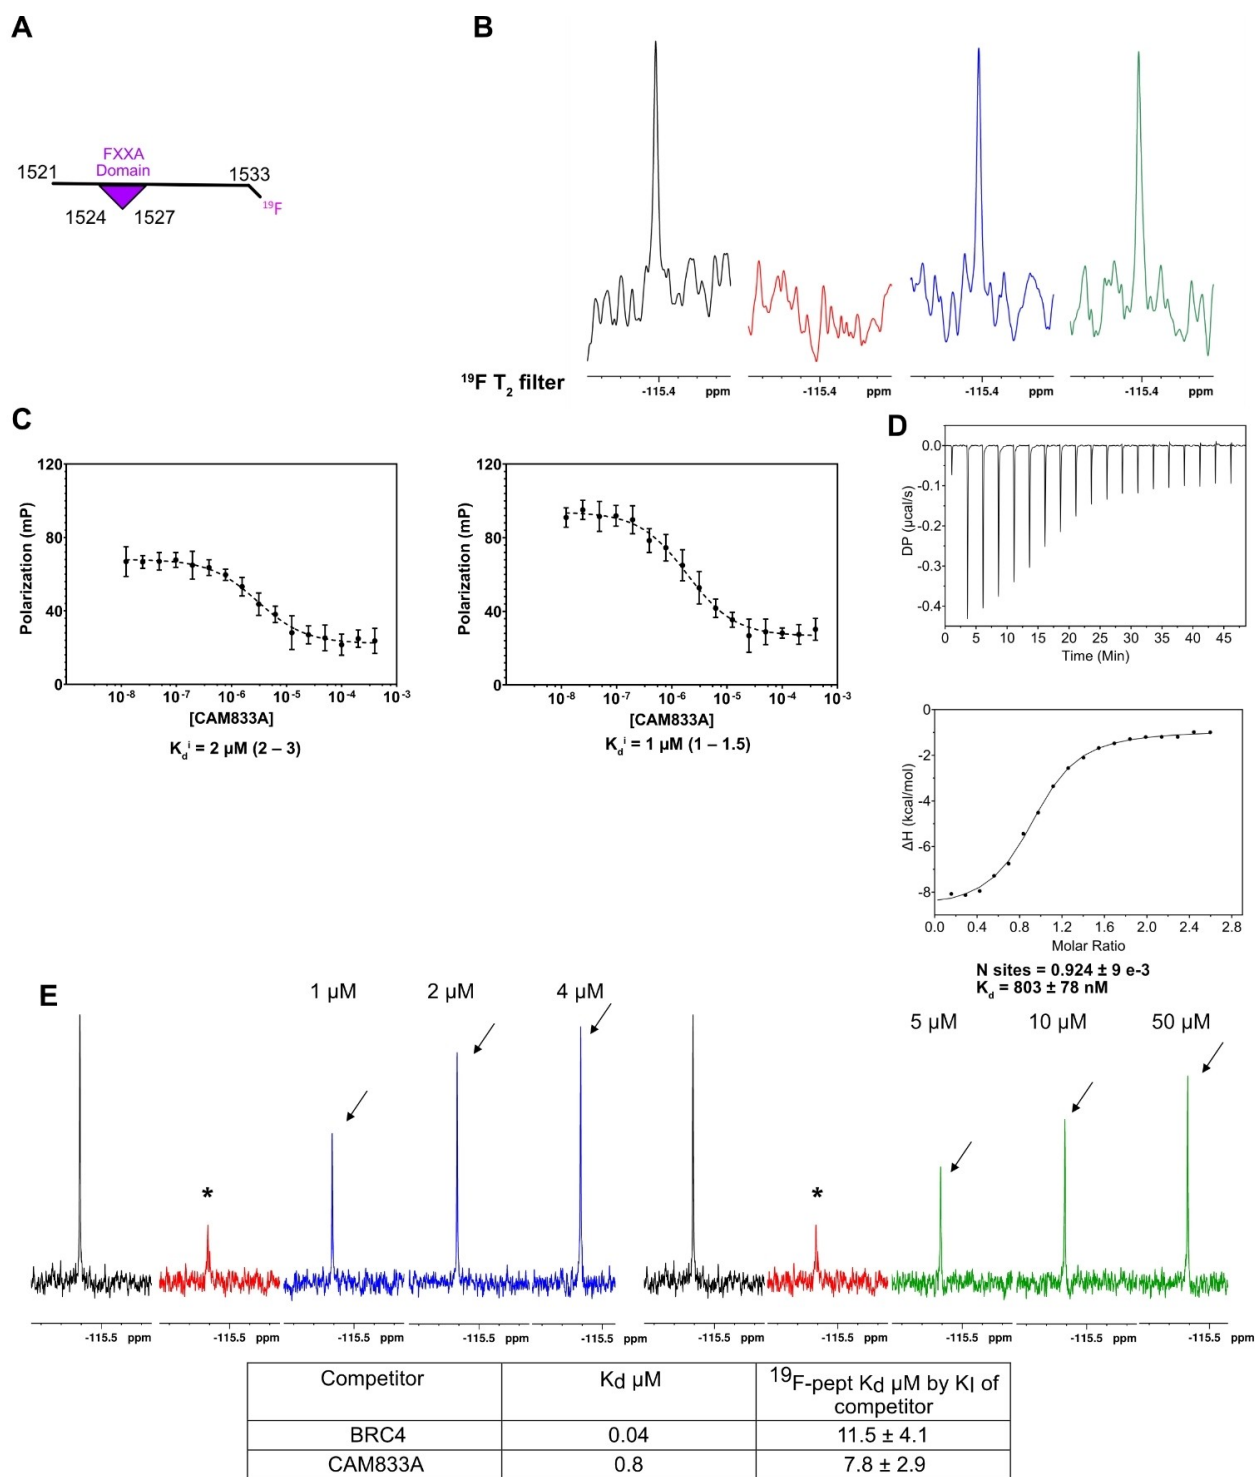 A
FXXA
Domain
1521
1533
¹⁹F
1524
1527
B
¹⁹F T₂ filter
-115.4 ppm
-115.4 ppm
-115.4 ppm
-115.4 ppm
C
Polarization (mP)
120
80
40
0
10⁻⁸ 10⁻⁷ 10⁻⁶ 10⁻⁵ 10⁻⁴ 10⁻³
[CAM833A]
K_d^i = 2 µM (2 – 3)
Polarization (mP)
120
80
40
0
10⁻⁸ 10⁻⁷ 10⁻⁶ 10⁻⁵ 10⁻⁴ 10⁻³
[CAM833A]
K_d^i = 1 µM (1 – 1.5)
D
DP (µcal/s)
0.0
-0.1
-0.2
-0.3
-0.4
0 5 10 15 20 25 30 35 40 45
Time (Min)
ΔH (kcal/mol)
0
-2
-4
-6
-8
0.0 0.4 0.8 1.2 1.6 2.0 2.4 2.8
Molar Ratio
N sites = 0.924 ± 9 e-3
K_d = 803 ± 78 nM
E
1 µM
2 µM
4 µM
5 µM
10 µM
50 µM
*
*
-115.5 ppm
-115.5 ppm
-115.5 ppm
-115.5 ppm
-115.5 ppm
-115.5 ppm
-115.5 ppm
-115.5 ppm
-115.5 ppm
-115.5 ppm
Competitor
Kd µM
¹⁹F-pept Kd µM by KI of
competitor
BRC4
0.04
11.5 ± 4.1
CAM833A
0.8
7.8 ± 2.9